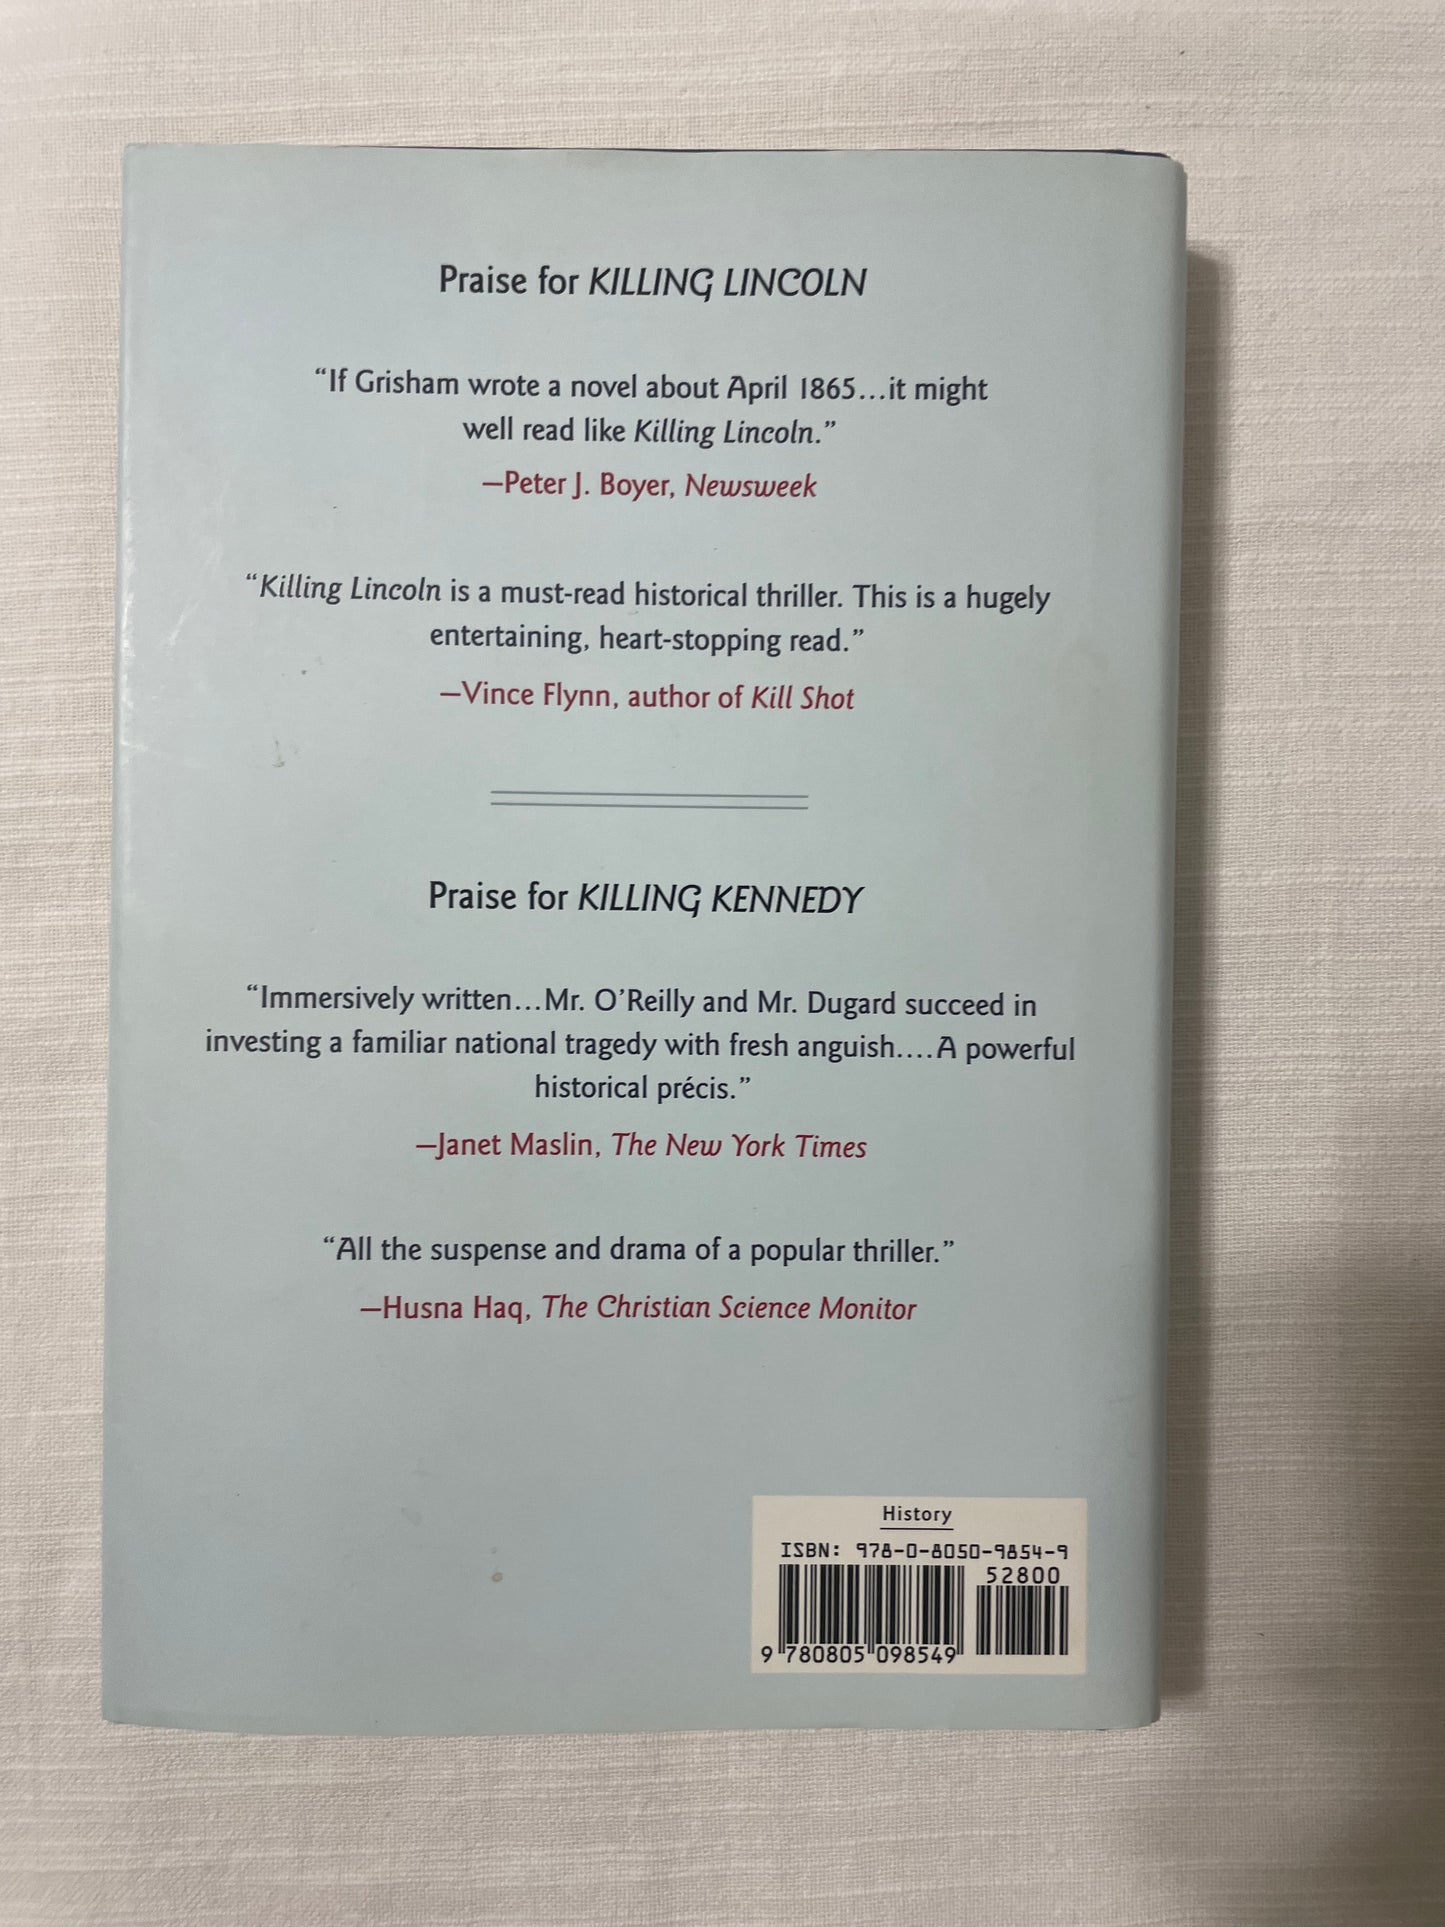 Praise for KILLING LINCOLN
“If Grisham wrote a novel about April 1865...it might
well read like Killing Lincoln.”
—Peter J. Boyer, Newsweek
“Killing Lincoln is a must-read historical thriller. This is a hugely
entertaining, heart-stopping read.”
—Vince Flynn, author of Kill Shot
Praise for KILLING KENNEDY
“Immersively written...Mr. O’Reilly and Mr. Dugard succeed in
investing a familiar national tragedy with fresh anguish....A powerful
historical précis.”
—Janet Maslin, The New York Times
“All the suspense and drama of a popular thriller.”
—Husna Haq, The Christian Science Monitor
History
ISBN: 978-0-8050-9854-9
52800
9 780805 098549